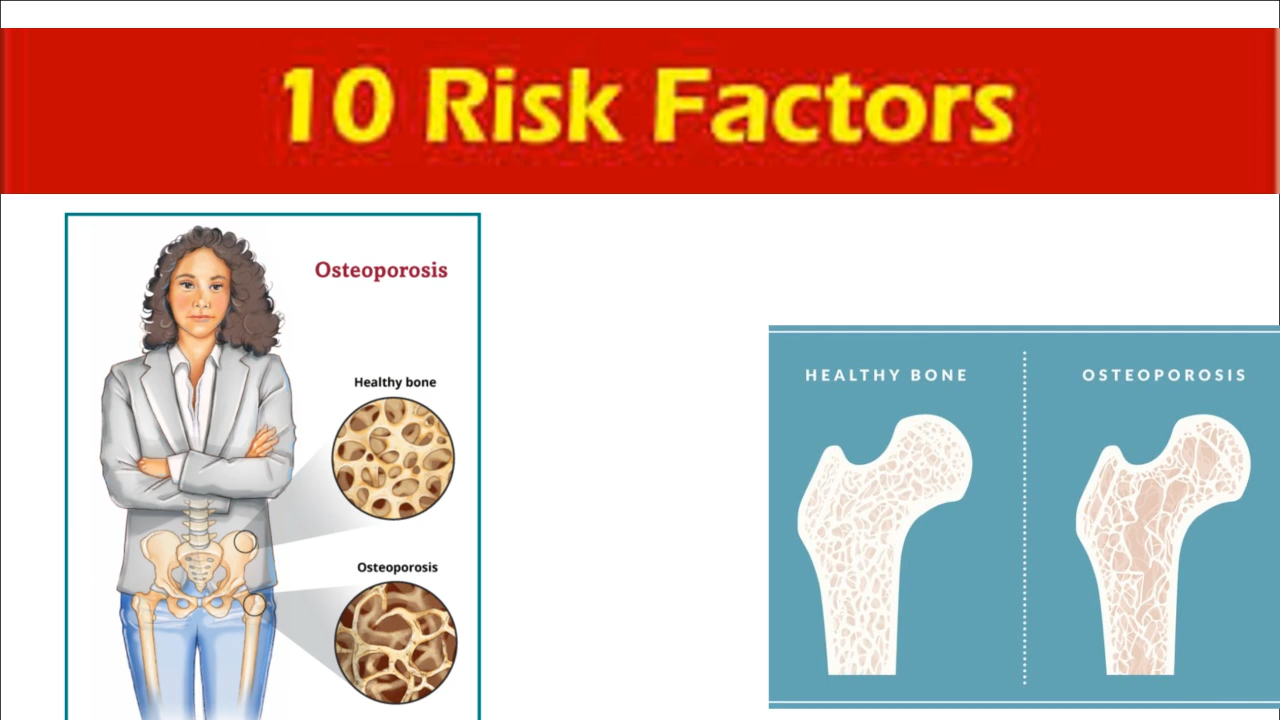 10 Risk Factors
Osteoporosis
Healthy bone
Osteoporosis
HEALTHY BONE
OSTEOPOROSIS